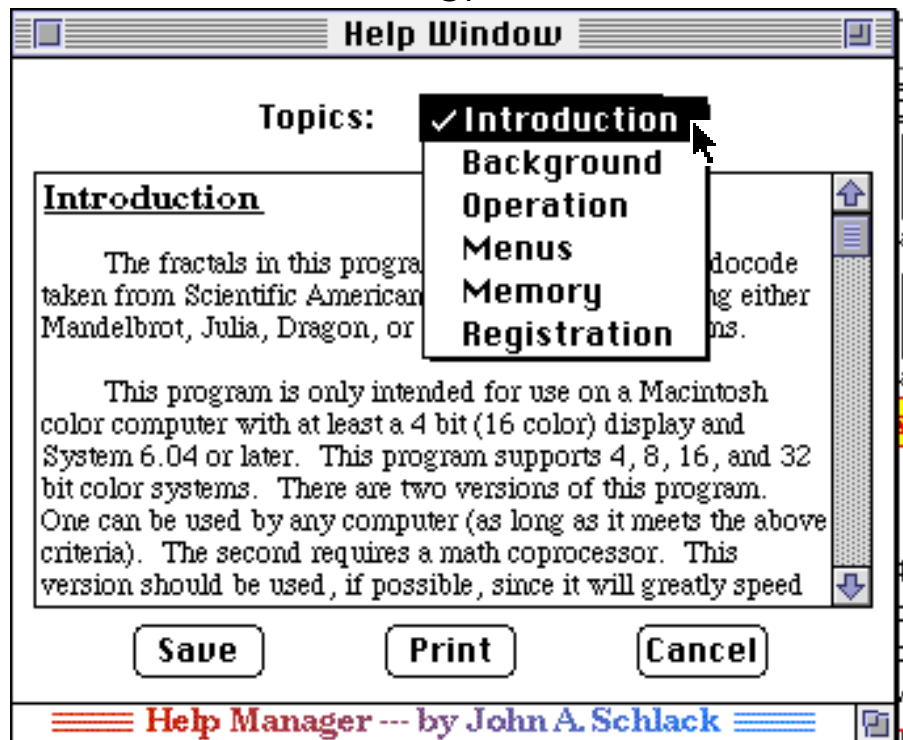 Help Window
Topics:
✓Introduction
Background
Operation
Menus
Memory
Registration
Introduction
The fractals in this progra docode
taken from Scientific American ng either
Mandelbrot, Julia, Dragon, or ms.
This program is only intended for use on a Macintosh
color computer with at least a 4 bit (16 color) display and
System 6.04 or later. This program supports 4, 8, 16, and 32
bit color systems. There are two versions of this program.
One can be used by any computer (as long as it meets the above
criteria). The second requires a math coprocessor. This
version should be used, if possible, since it will greatly speed
Save
Print
Cancel
Help Manager --- by John A. Schlack